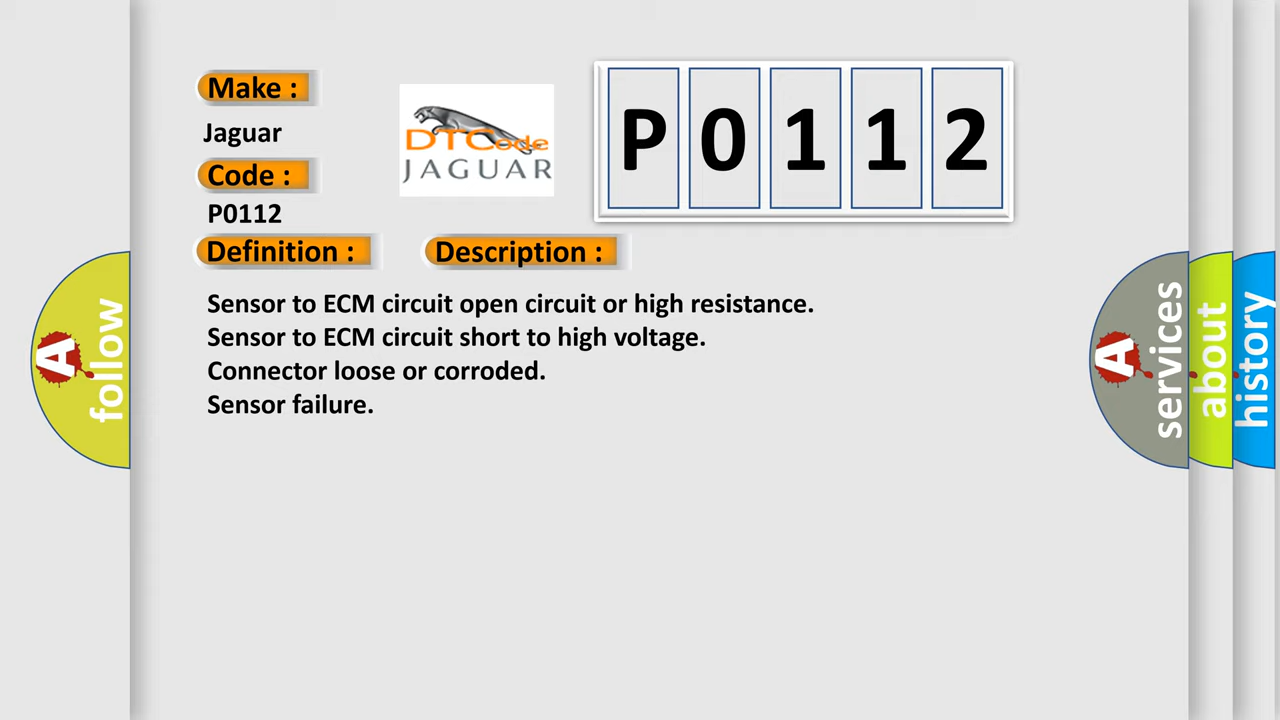 Make :
Jaguar
Code :
P0112
DTCode
JAGUAR
P0112
Definition :
Description :
Sensor to ECM circuit open circuit or high resistance.
Sensor to ECM circuit short to high voltage.
Connector loose or corroded.
Sensor failure.
A follow
A services
about
history